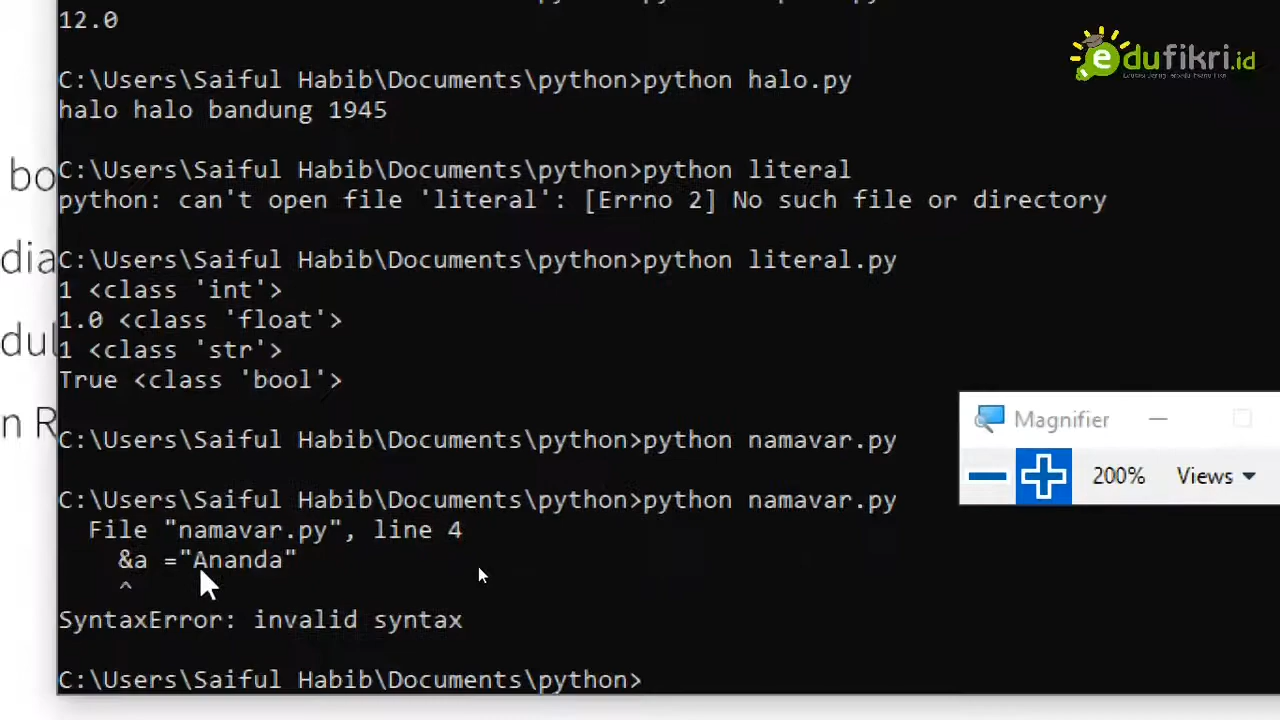 12.0
edufikri.id
C:\Users\Saiful Habib\Documents\python>python halo.py
halo halo bandung 1945
C:\Users\Saiful Habib\Documents\python>python literal
bo
python: can't open file 'literal': [Errno 2] No such file or directory
dia
C:\Users\Saiful Habib\Documents\python>python literal.py
1 <class 'int'>
1.0 <class 'float'>
dul
1 <class 'str'>
True <class 'bool'>
Magnifier
n R
C:\Users\Saiful Habib\Documents\python>python namavar.py
200% Views
C:\Users\Saiful Habib\Documents\python>python namavar.py
File "namavar.py", line 4
&a ="Ananda"
^
SyntaxError: invalid syntax
C:\Users\Saiful Habib\Documents\python>